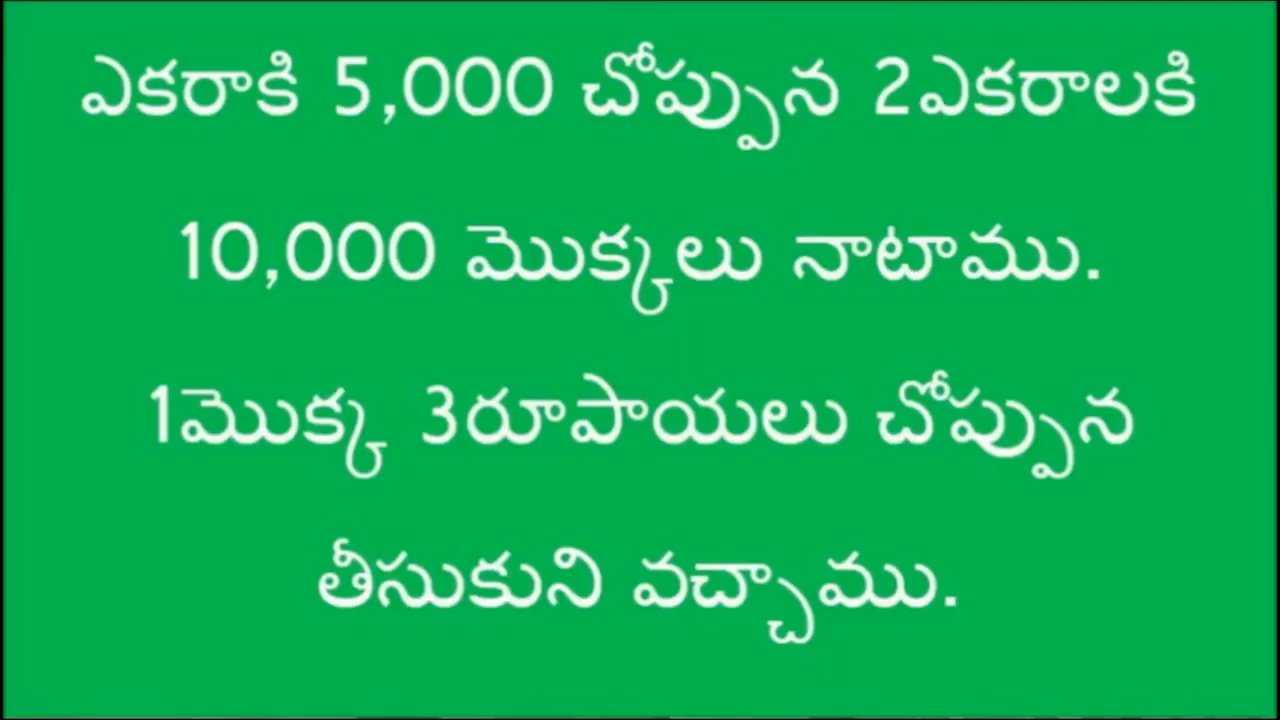 ఎకరాకి 5,000 చోప్పున 2ఎకరాలకి
10,000 మొక్కలు నాటాము.
1మొక్క 3రూపాయలు చోప్పున
తీసుకుని వచ్చాము.